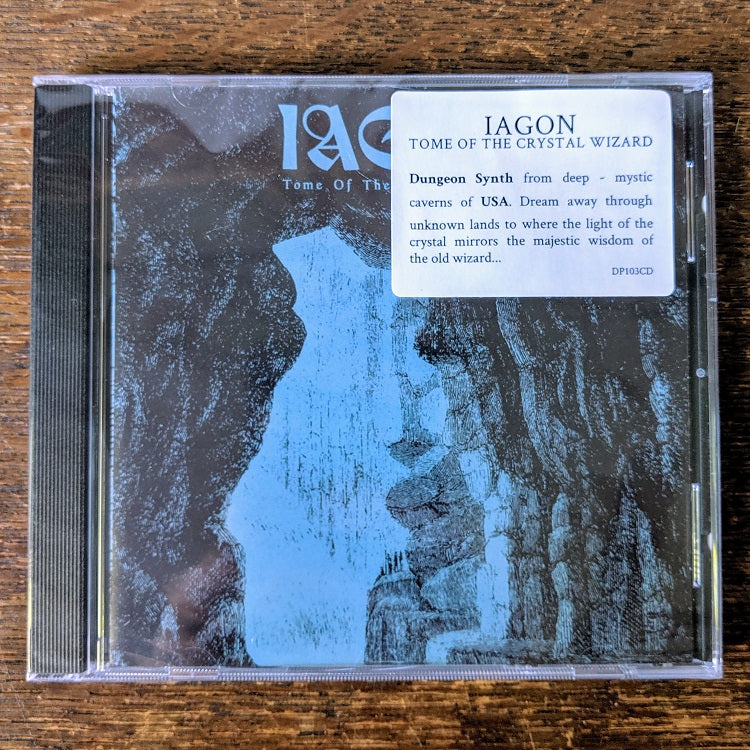 IAG
Tome Of The
IAGON
TOME OF THE CRYSTAL WIZARD
Dungeon Synth from deep - mystic
caverns of USA. Dream away through
unknown lands to where the light of the
crystal mirrors the majestic wisdom of
the old wizard...
DP103CD